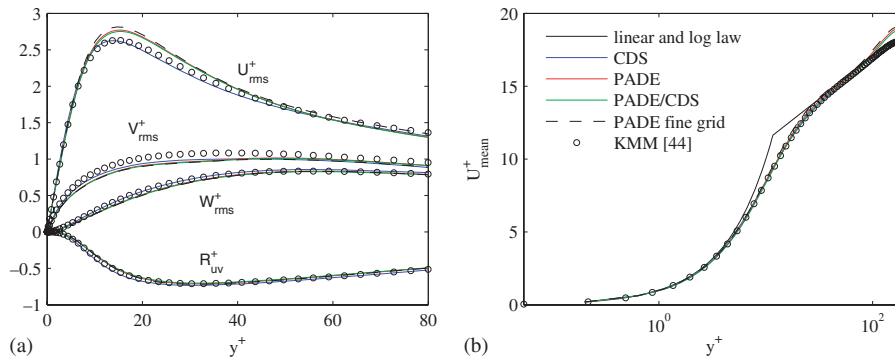 3
2.5
2
1.5
1
0.5
0
−0.5
−1
0 20 40 60 80
y+
U+rms
V+rms
W+rms
R+uv
(a)
20
15
10
5
0
U+mean
10^0 10^2
y+
linear and log law
CDS
PADE
PADE/CDS
PADE fine grid
KMM [44]
(b)